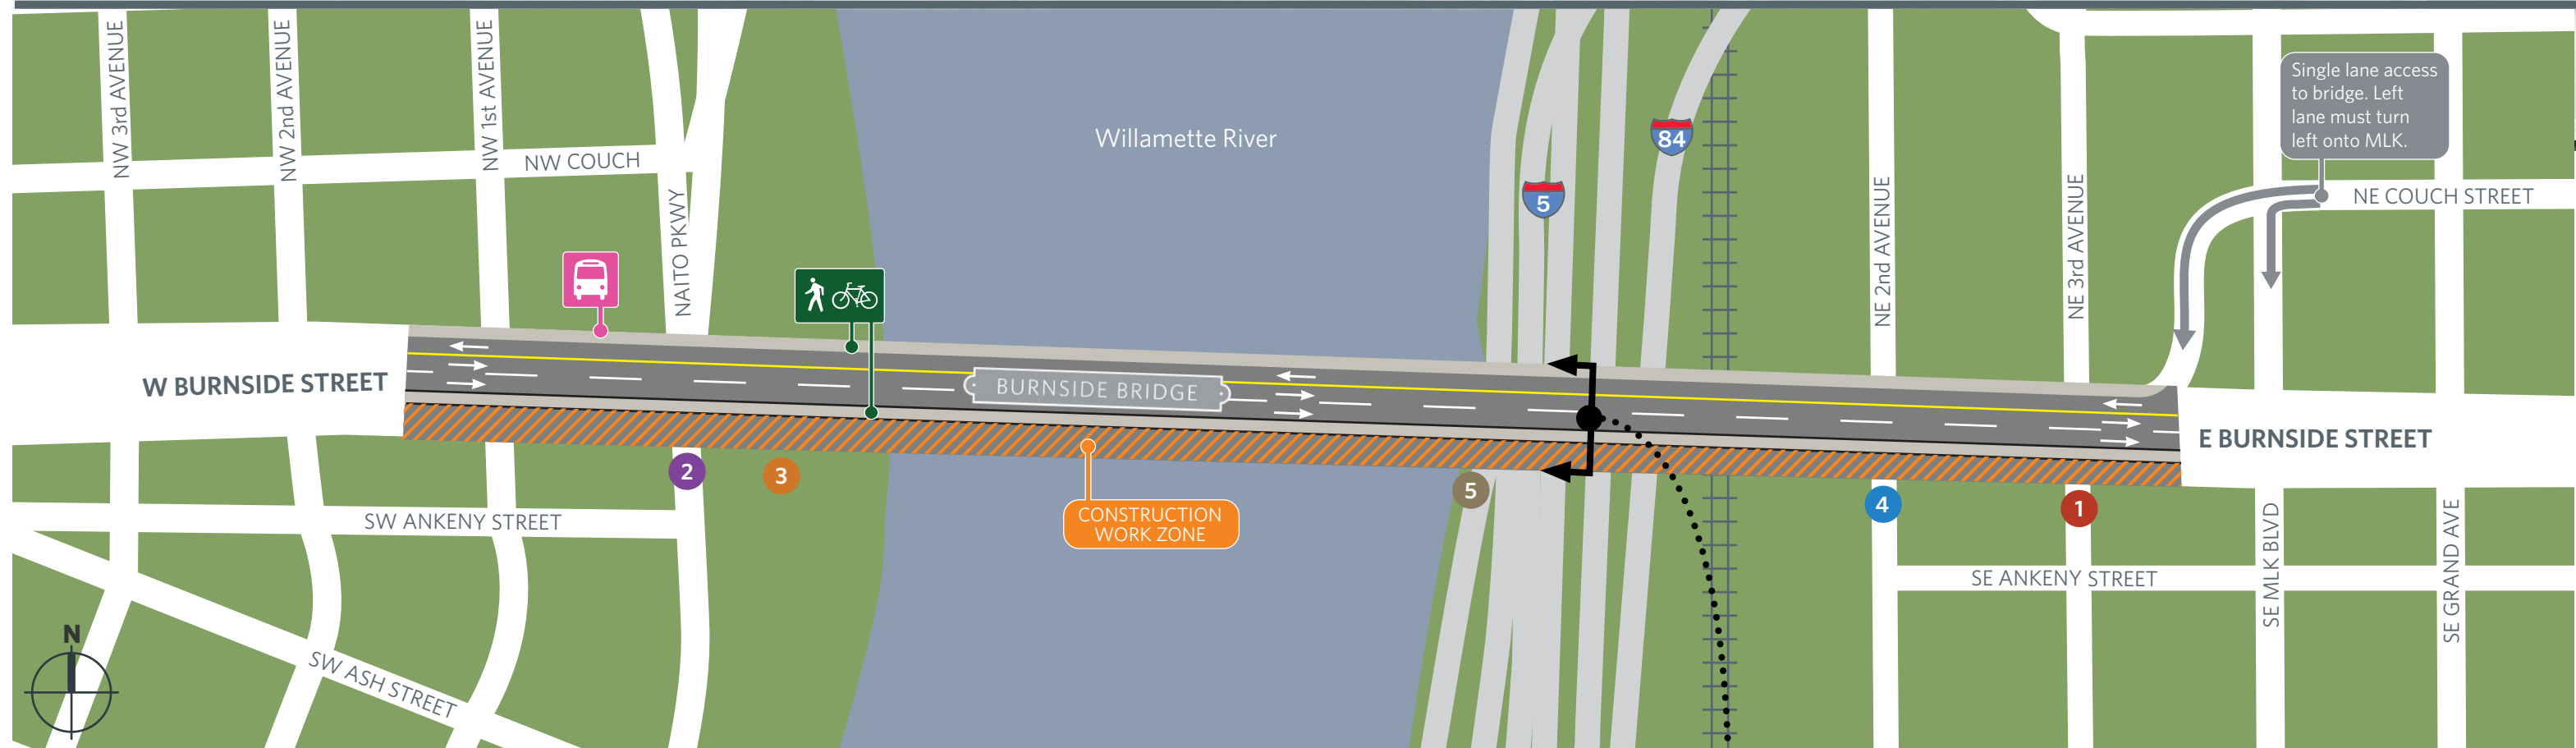 NW 3rd AVENUE
NW 2nd AVENUE
NW 1st AVENUE
NW COUCH
NAITO PKWY
Willamette River
5
84
NE 2nd AVENUE
NE 3rd AVENUE
Single lane access
to bridge. Left
lane must turn
left onto MLK.
NE COUCH STREET
W BURNSIDE STREET
BURNSIDE BRIDGE
E BURNSIDE STREET
2
3
5
4
1
CONSTRUCTION
WORK ZONE
SW ANKENY STREET
SE ANKENY STREET
SE MLK BLVD
SE GRAND AVE
N
SW ASH STREET